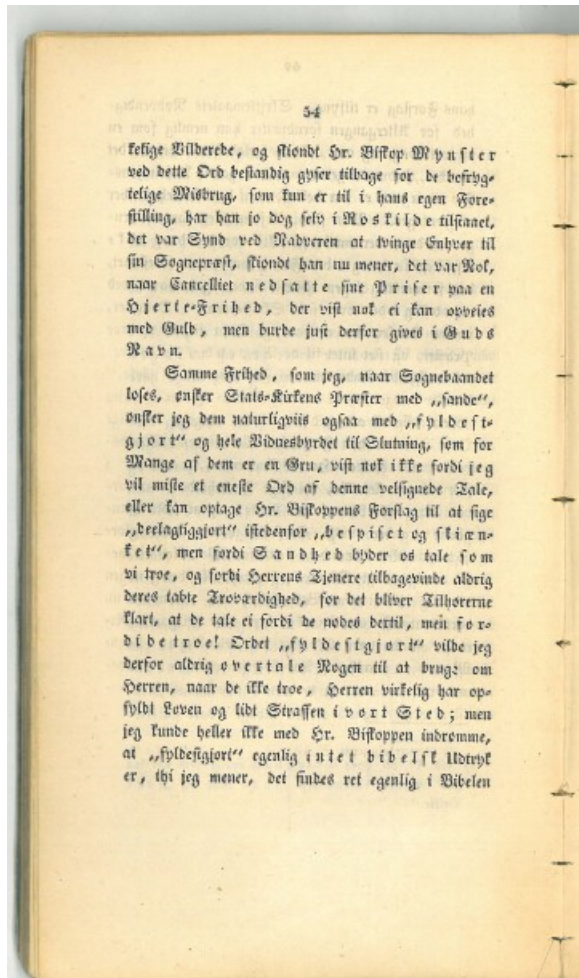 54
kelige Vilderede, og skiondt Hr. Biskop Mynster
ved dette Ord bestandig gyser tilbage for de befryg-
telige Misbrug, som kun er til i hans egen Fore-
stilling, har han jo dog selv i Roskilde tilstaaet,
det var Synd ved Nadveren at tvinge Enhver til
sin Sognepræst, skiondt han nu mener, det var Nok,
naar Cancelliet nedsatte sine Priser paa en
Hjerte-Frihed, der vist nok ei kan opveies
med Guld, men burde just derfor gives i Guds
Navn.
Samme Frihed, som jeg, naar Sognebaandet
loses, ønsker Stats-Kirkens Præster med „sande“,
ønsker jeg dem naturligviis ogsaa med „fyldest-
gjort“ og hele Vidnesbyrdet til Slutning, som for
Mange af dem er en Gru, vist nok ikke fordi jeg
vil miste et eneste Ord af denne velsignede Tale,
eller kan optage Hr. Biskoppens Forslag til at sige
„deelagtiggjort“ istedenfor „bespiset og skiæn-
ket“, men fordi Sandhed byder os tale som
vi troe, og fordi Herrens Tjenere tilbagevinde aldrig
deres tabte Troværdighed, før det bliver Tilhorerne
klart, at de tale ei fordi de nodes dertil, men for-
di de troe! Ordet „fyldestgjort“ vilde jeg
derfor aldrig overtale Nogen til at bruge om
Herren, naar de ikke troe, Herren virkelig har op-
fyldt Loven og lidt Straffen i vort Sted; men
jeg kunde heller ikke med Hr. Biskoppen indromme,
at „fyldestgjort“ egenlig intet bibelsk Udtryk
er, thi jeg mener, det findes ret egenlig i Bibelen